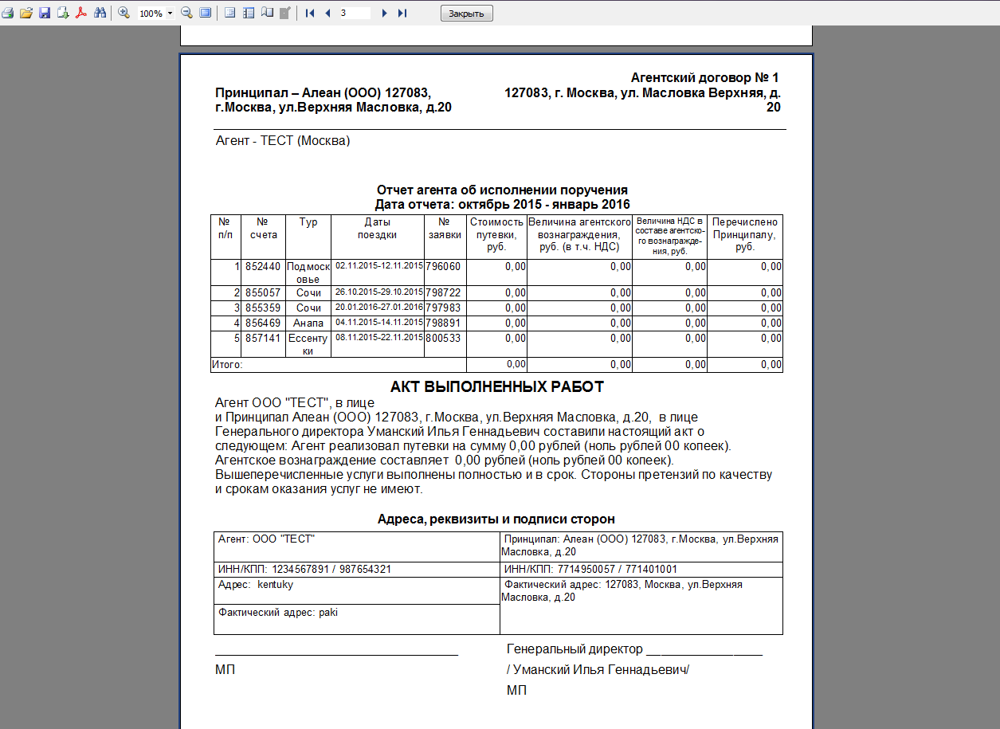 100%
3
Закрыть
Агентский договор № 1
Принципал – Алеан (ООО) 127083,
г.Москва, ул.Верхняя Масловка, д.20
127083, г. Москва, ул. Масловка Верхняя, д.
20
Агент - ТЕСТ (Москва)
Отчет агента об исполнении поручения
Дата отчета: октябрь 2015 - январь 2016
№ п/п № счета Тур Даты поездки № заявки Стоимость путевки, руб. Величина агентского вознаграждения, руб. (в т.ч. НДС) Величина НДС в составе агентско-го вознагражде-ния, руб. Перечислено Принципалу, руб.
1 852440 Подмоск 02.11.2015-12.11.2015 796060 0,00 0,00 0,00 0,00
овье
2 855057 Сочи 26.10.2015-29.10.2015 798722 0,00 0,00 0,00 0,00
3 855359 Сочи 20.01.2016-27.01.2016 797983 0,00 0,00 0,00 0,00
4 856469 Анапа 04.11.2015-14.11.2015 798891 0,00 0,00 0,00 0,00
5 857141 Ессенту 08.11.2015-22.11.2015 800533 0,00 0,00 0,00 0,00
ки
Итого: 0,00 0,00 0,00 0,00
АКТ ВЫПОЛНЕННЫХ РАБОТ
Агент ООО "ТЕСТ", в лице
и Принципал Алеан (ООО) 127083, г.Москва, ул.Верхняя Масловка, д.20, в лице
Генерального директора Уманский Илья Геннадьевич составили настоящий акт о
следующем: Агент реализовал путевки на сумму 0,00 рублей (ноль рублей 00 копеек).
Агентское вознаграждение составляет 0,00 рублей (ноль рублей 00 копеек).
Вышеперечисленные услуги выполнены полностью и в срок. Стороны претензий по качеству
и срокам оказания услуг не имеют.
Адреса, реквизиты и подписи сторон
Агент: ООО "ТЕСТ"
Принципал: Алеан (ООО) 127083, г.Москва, ул.Верхняя
Масловка, д.20
ИНН/КПП: 1234567891 / 987654321
ИНН/КПП: 7714950057 / 771401001
Адрес: kentuky
Фактический адрес: 127083, Москва, ул.Верхняя
Масловка, д.20
Фактический адрес: paki
Генеральный директор __________________
МП
/ Уманский Илья Геннадьевич/
МП